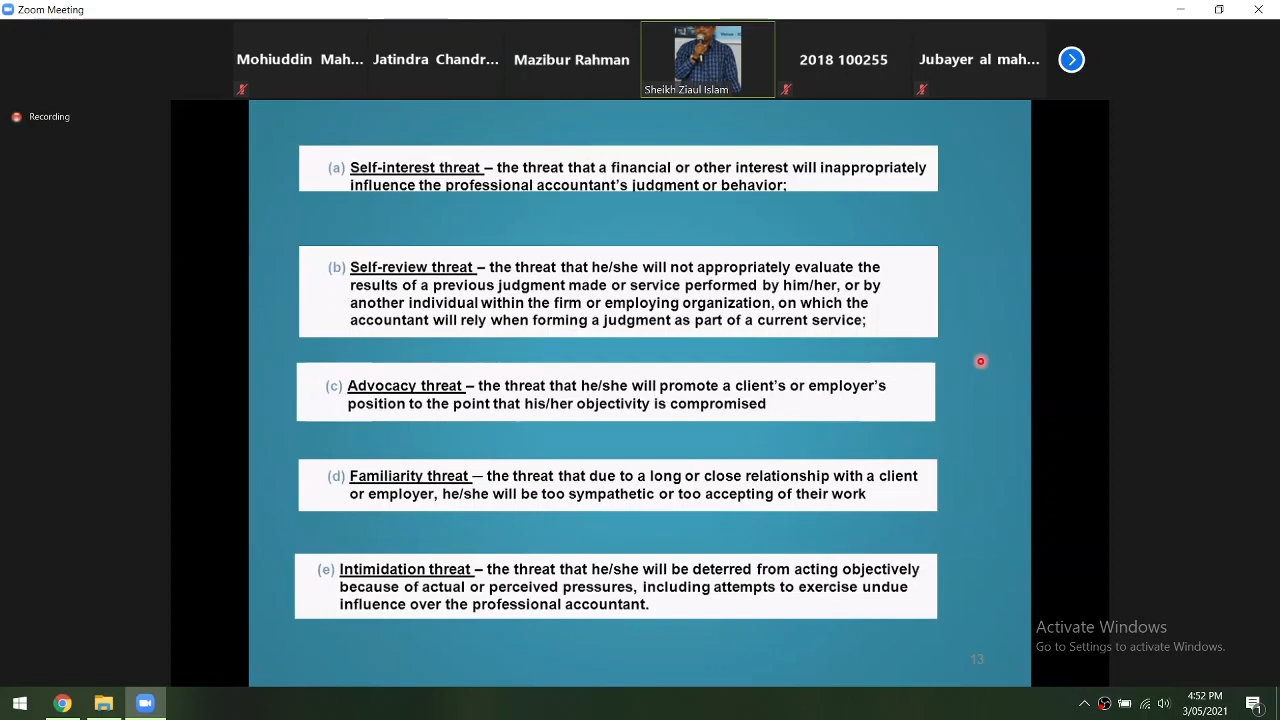 Zoom Meeting
Mohiuddin Mah...
Jatindra Chandr...
Mazibur Rahman
Sheikh Ziaul Islam
2018 100255
Jubayer al mah...
Recording
(a) Self-interest threat – the threat that a financial or other interest will inappropriately
influence the professional accountant's judgment or behavior;
(b) Self-review threat – the threat that he/she will not appropriately evaluate the
results of a previous judgment made or service performed by him/her, or by
another individual within the firm or employing organization, on which the
accountant will rely when forming a judgment as part of a current service;
(c) Advocacy threat – the threat that he/she will promote a client's or employer's
position to the point that his/her objectivity is compromised
(d) Familiarity threat — the threat that due to a long or close relationship with a client
or employer, he/she will be too sympathetic or too accepting of their work
(e) Intimidation threat – the threat that he/she will be deterred from acting objectively
because of actual or perceived pressures, including attempts to exercise undue
influence over the professional accountant.
13
Activate Windows
Go to Settings to activate Windows.
4:52 PM
3/05/2021